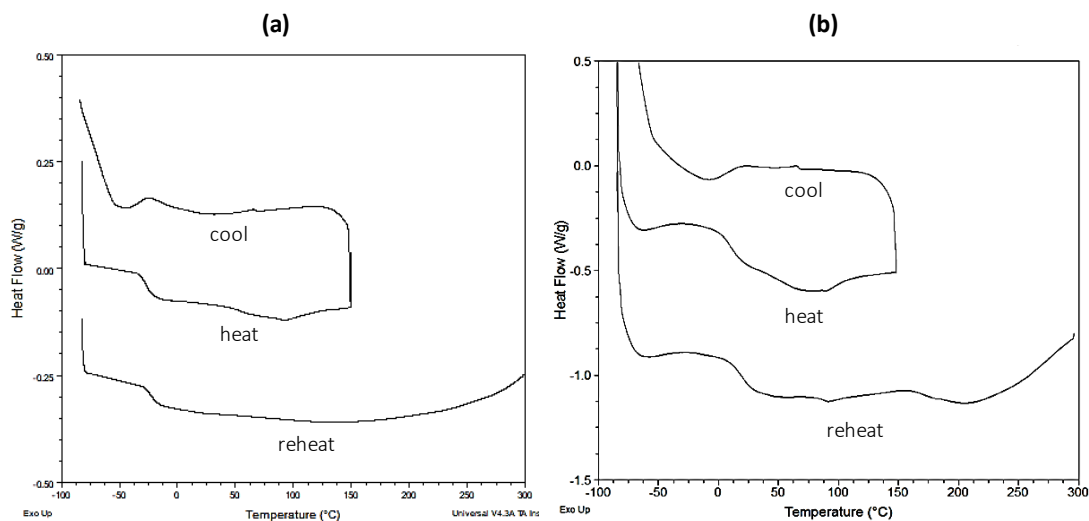 (a)
0.50
0.25
0.00
-0.25
-0.50
Heat Flow (W/g)
cool
heat
reheat
-100 -50 0 50 100 150 200 250 300
Exo Up
Temperature (°C)
Universal V4.3A TA Ins
(b)
0.5
0.0
-0.5
-1.0
-1.5
Heat Flow (W/g)
cool
heat
reheat
-100 -50 0 50 100 150 200 250 300
Exo Up
Temperature (°C)